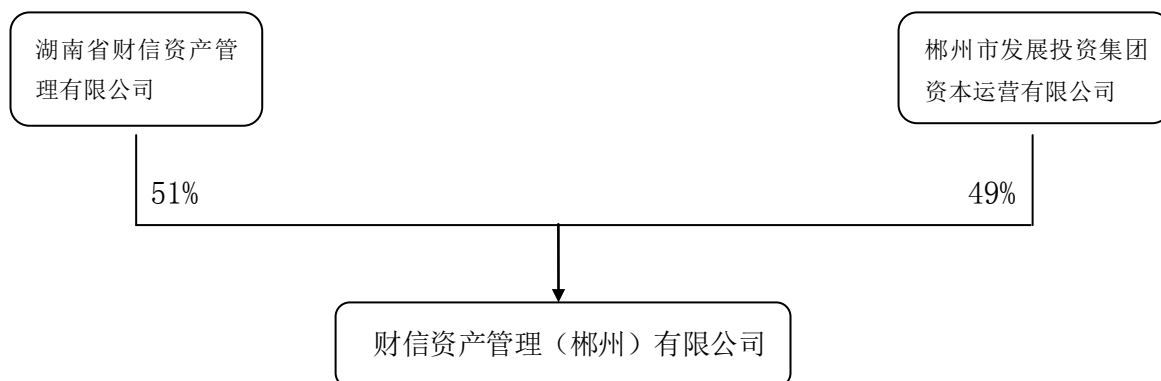 湖南省财信资产管
理有限公司
郴州市发展投资集团
资本运营有限公司
51%
49%
财信资产管理（郴州）有限公司